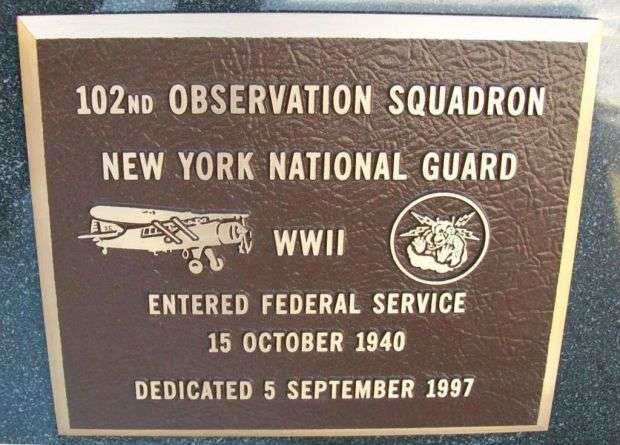 102ND OBSERVATION SQUADRON
NEW YORK NATIONAL GUARD
WWII
ENTERED FEDERAL SERVICE
15 OCTOBER 1940
DEDICATED 5 SEPTEMBER 1997